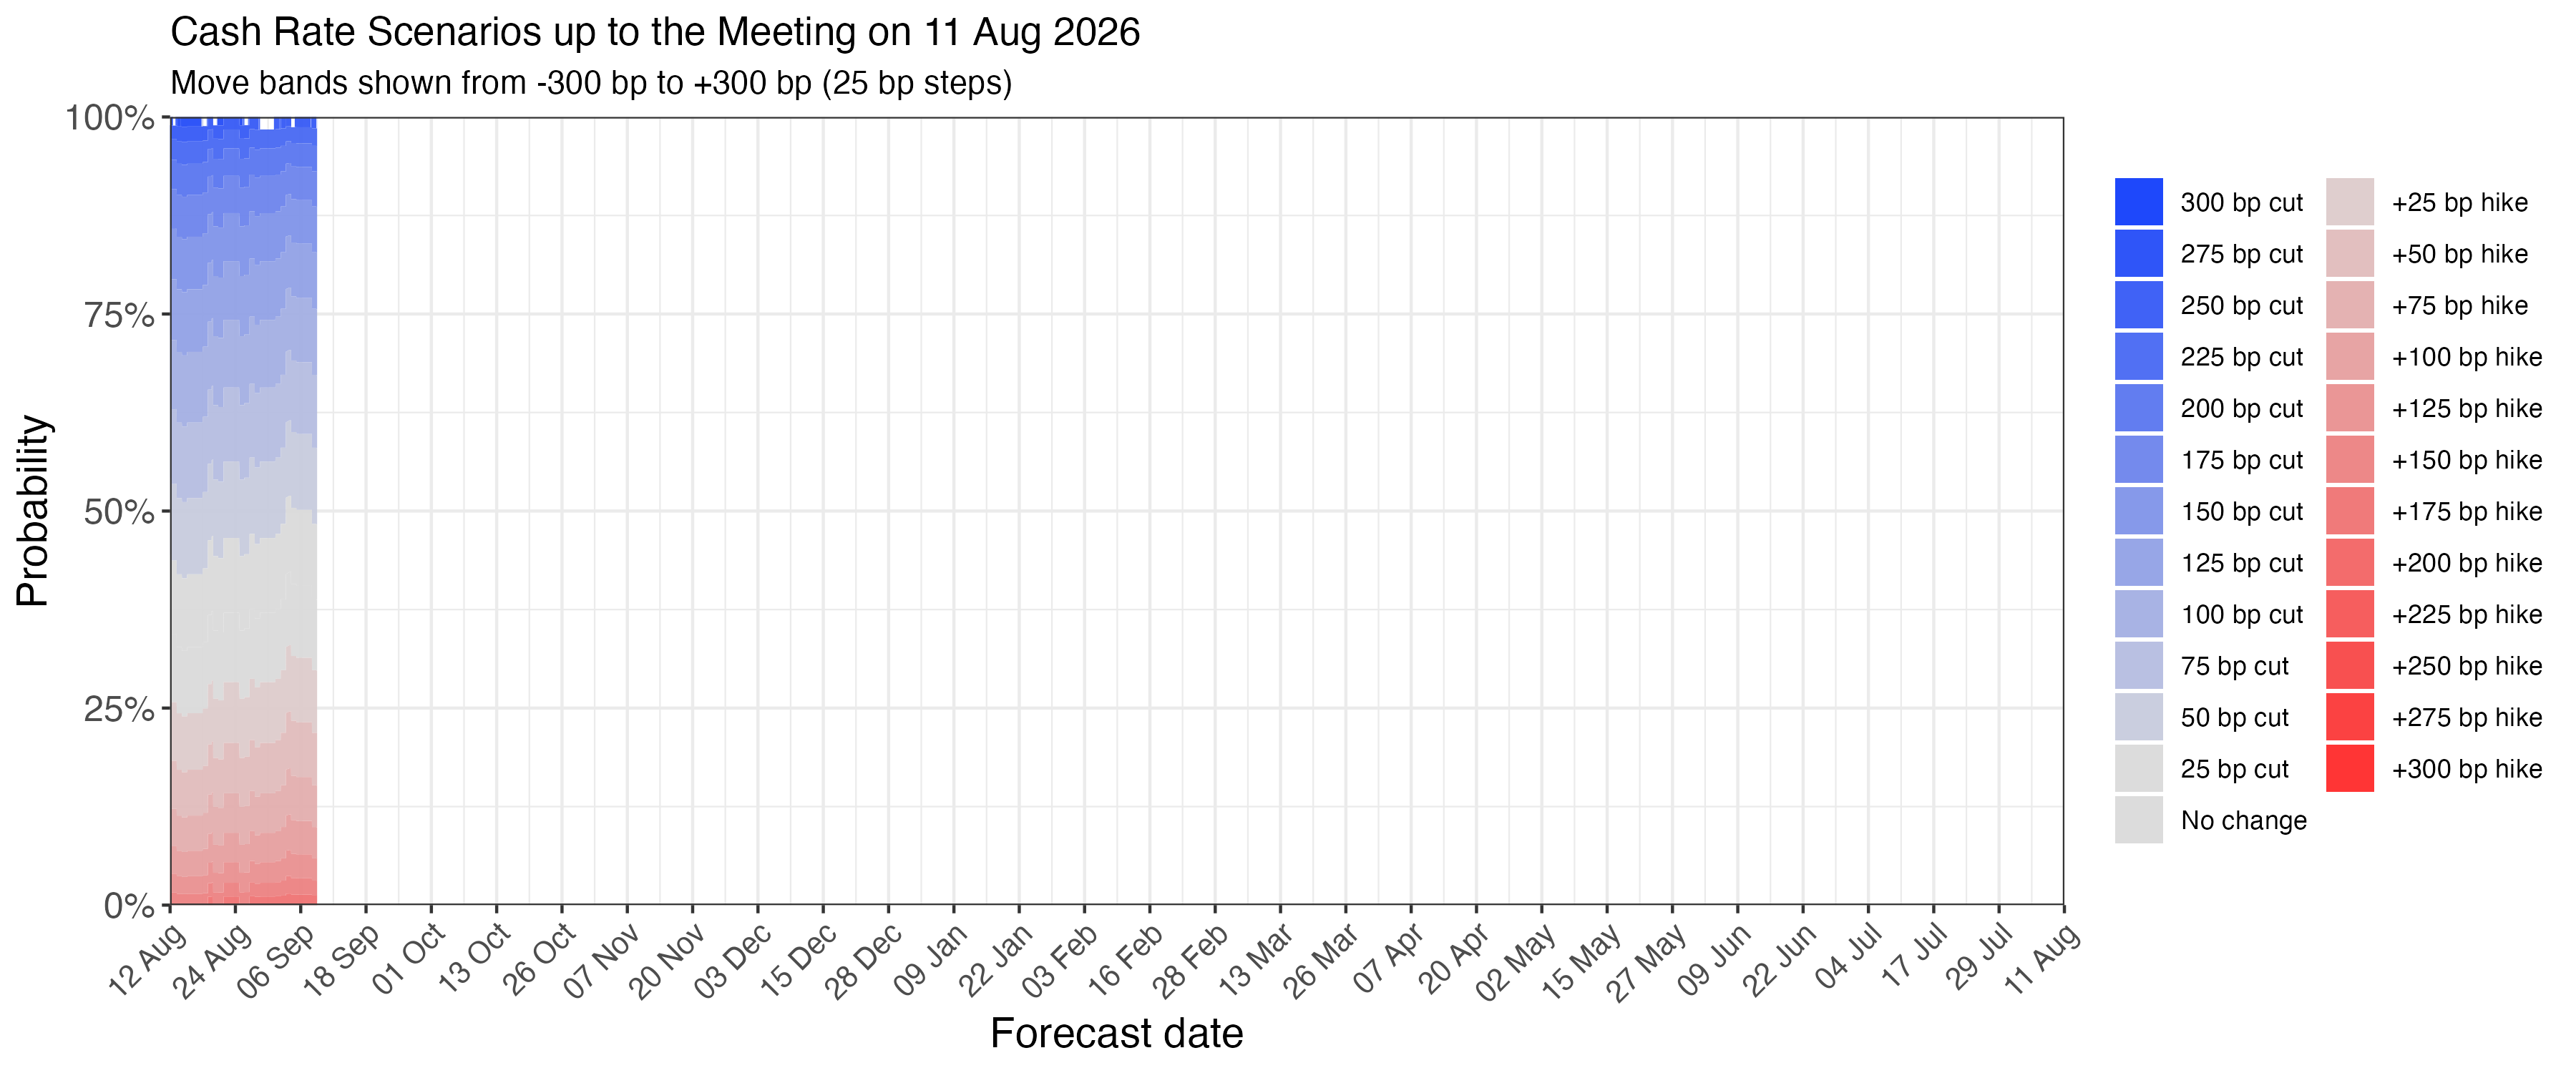 Cash Rate Scenarios up to the Meeting on 11 Aug 2026
Move bands shown from -300 bp to +300 bp (25 bp steps)
Probability
100%
75%
50%
25%
0%
12 Aug
24 Aug
06 Sep
18 Sep
01 Oct
13 Oct
26 Oct
07 Nov
20 Nov
03 Dec
15 Dec
28 Dec
09 Jan
22 Jan
03 Feb
16 Feb
28 Feb
13 Mar
26 Mar
07 Apr
20 Apr
02 May
15 May
27 May
09 Jun
22 Jun
04 Jul
17 Jul
29 Jul
11 Aug
Forecast date
300 bp cut
275 bp cut
250 bp cut
225 bp cut
200 bp cut
175 bp cut
150 bp cut
125 bp cut
100 bp cut
75 bp cut
50 bp cut
25 bp cut
No change
+25 bp hike
+50 bp hike
+75 bp hike
+100 bp hike
+125 bp hike
+150 bp hike
+175 bp hike
+200 bp hike
+225 bp hike
+250 bp hike
+275 bp hike
+300 bp hike